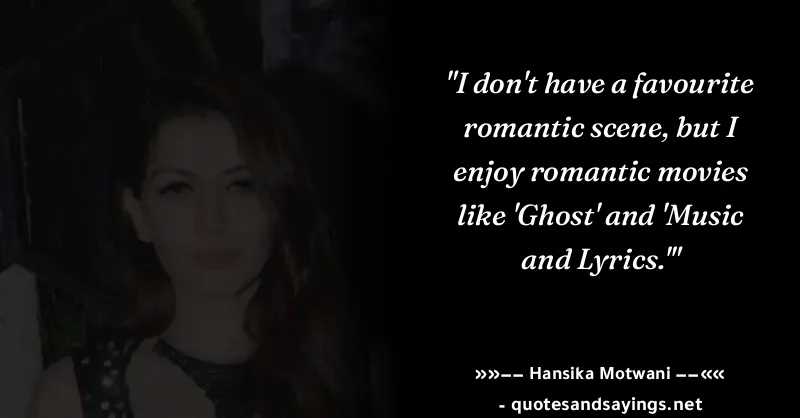 "I don't have a favourite
romantic scene, but I
enjoy romantic movies
like 'Ghost' and 'Music
and Lyrics.'"
»»–– Hansika Motwani ––««
- quotesandsayings.net